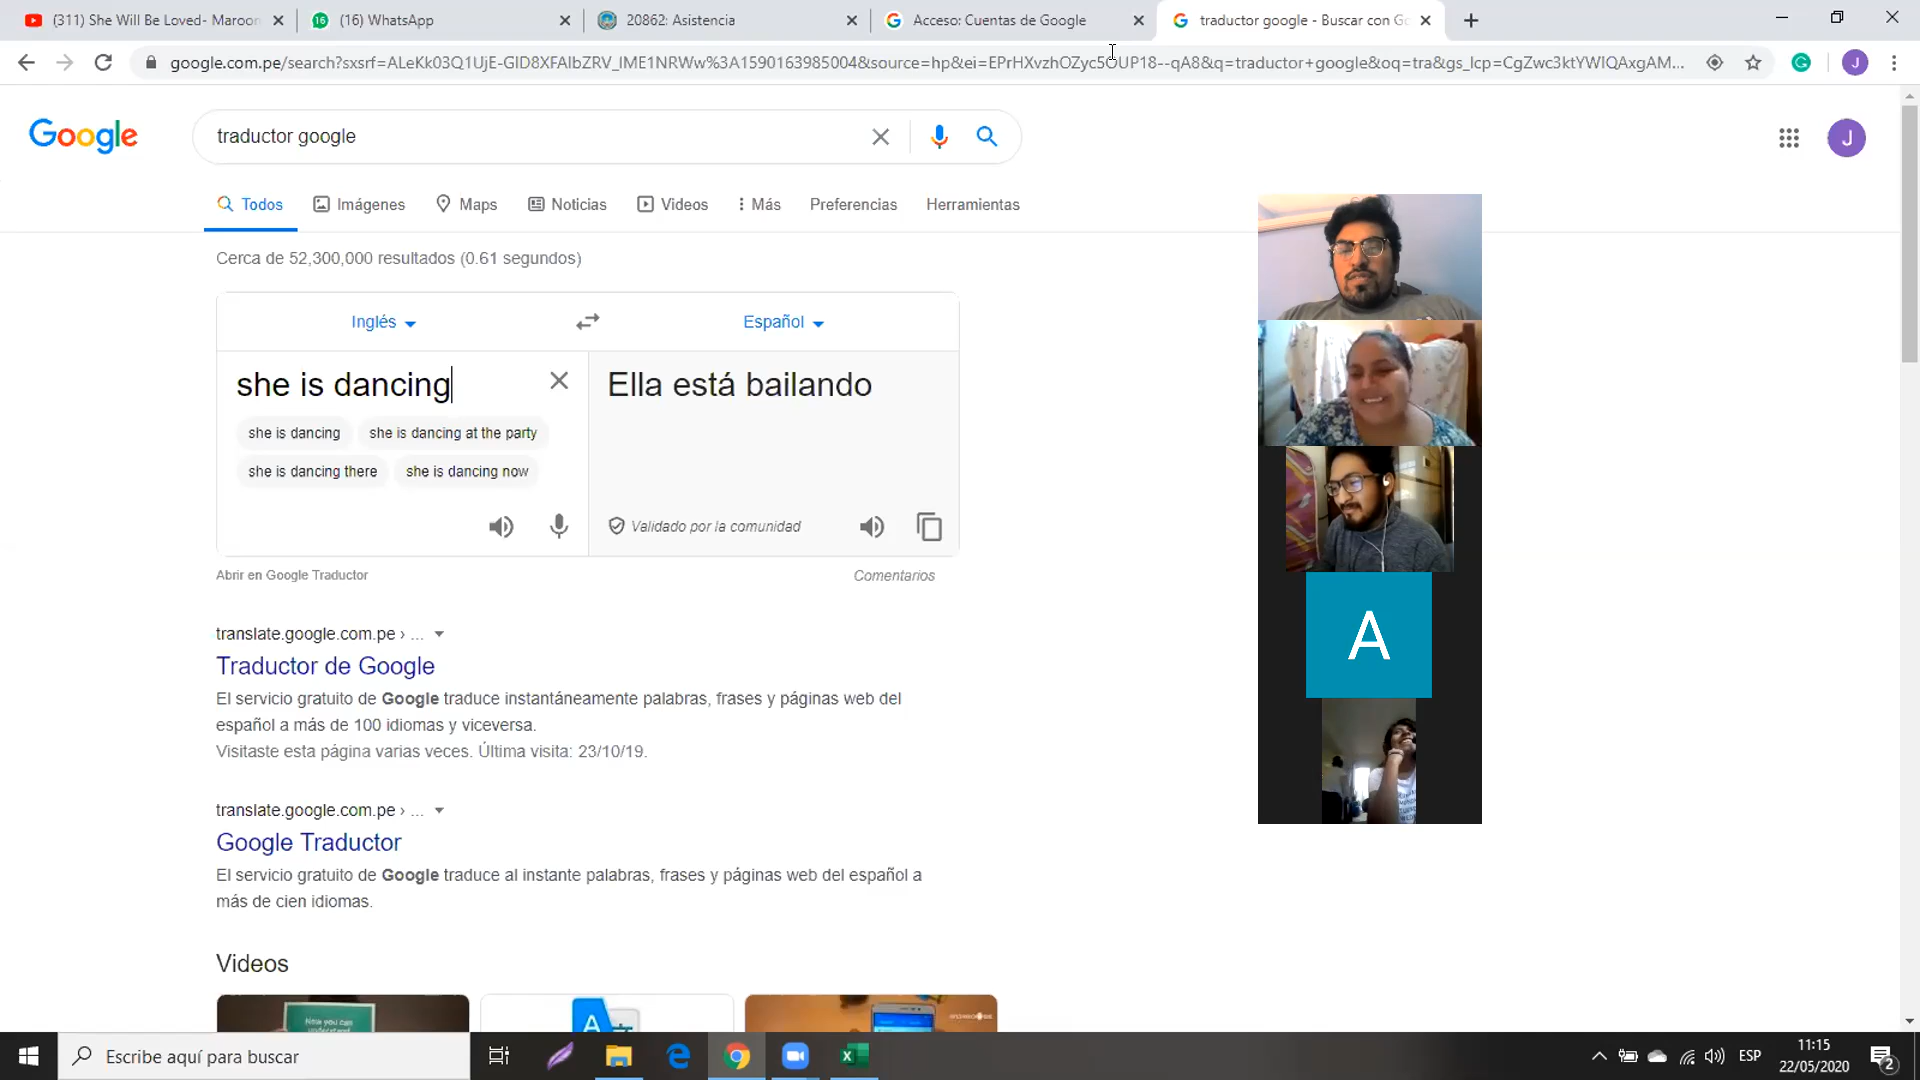 (311) She Will Be Loved- Maroon
(16) WhatsApp
20862: Asistencia
Acceso: Cuentas de Google
traductor google - Buscar con Go
google.com.pe/search?sxsrf=ALeKk03Q1UjE-GlD8XFAlbZRV_lME1NRWw%3A1590163985004&source=hp&ei=EPrHXvzhOZyc5OUP18--qA8&q=traductor+google&oq=tra&gs_lcp=CgZwc3ktYWIQAxgAM...
Google
traductor google
J
Todos
Imágenes
Maps
Noticias
Videos
Más
Preferencias
Herramientas
Cerca de 52,300,000 resultados (0.61 segundos)
Inglés
Español
she is dancing
Ella está bailando
she is dancing
she is dancing at the party
she is dancing there
she is dancing now
Validado por la comunidad
Abrir en Google Traductor
Comentarios
translate.google.com.pe › ...
Traductor de Google
El servicio gratuito de Google traduce instantáneamente palabras, frases y páginas web del
español a más de 100 idiomas y viceversa.
Visitaste esta página varias veces. Última visita: 23/10/19.
translate.google.com.pe › ...
Google Traductor
El servicio gratuito de Google traduce al instante palabras, frases y páginas web del español a
más de cien idiomas.
Videos
Now you can
understand
A
A
Escribe aquí para buscar
ESP
11:15
22/05/2020
2